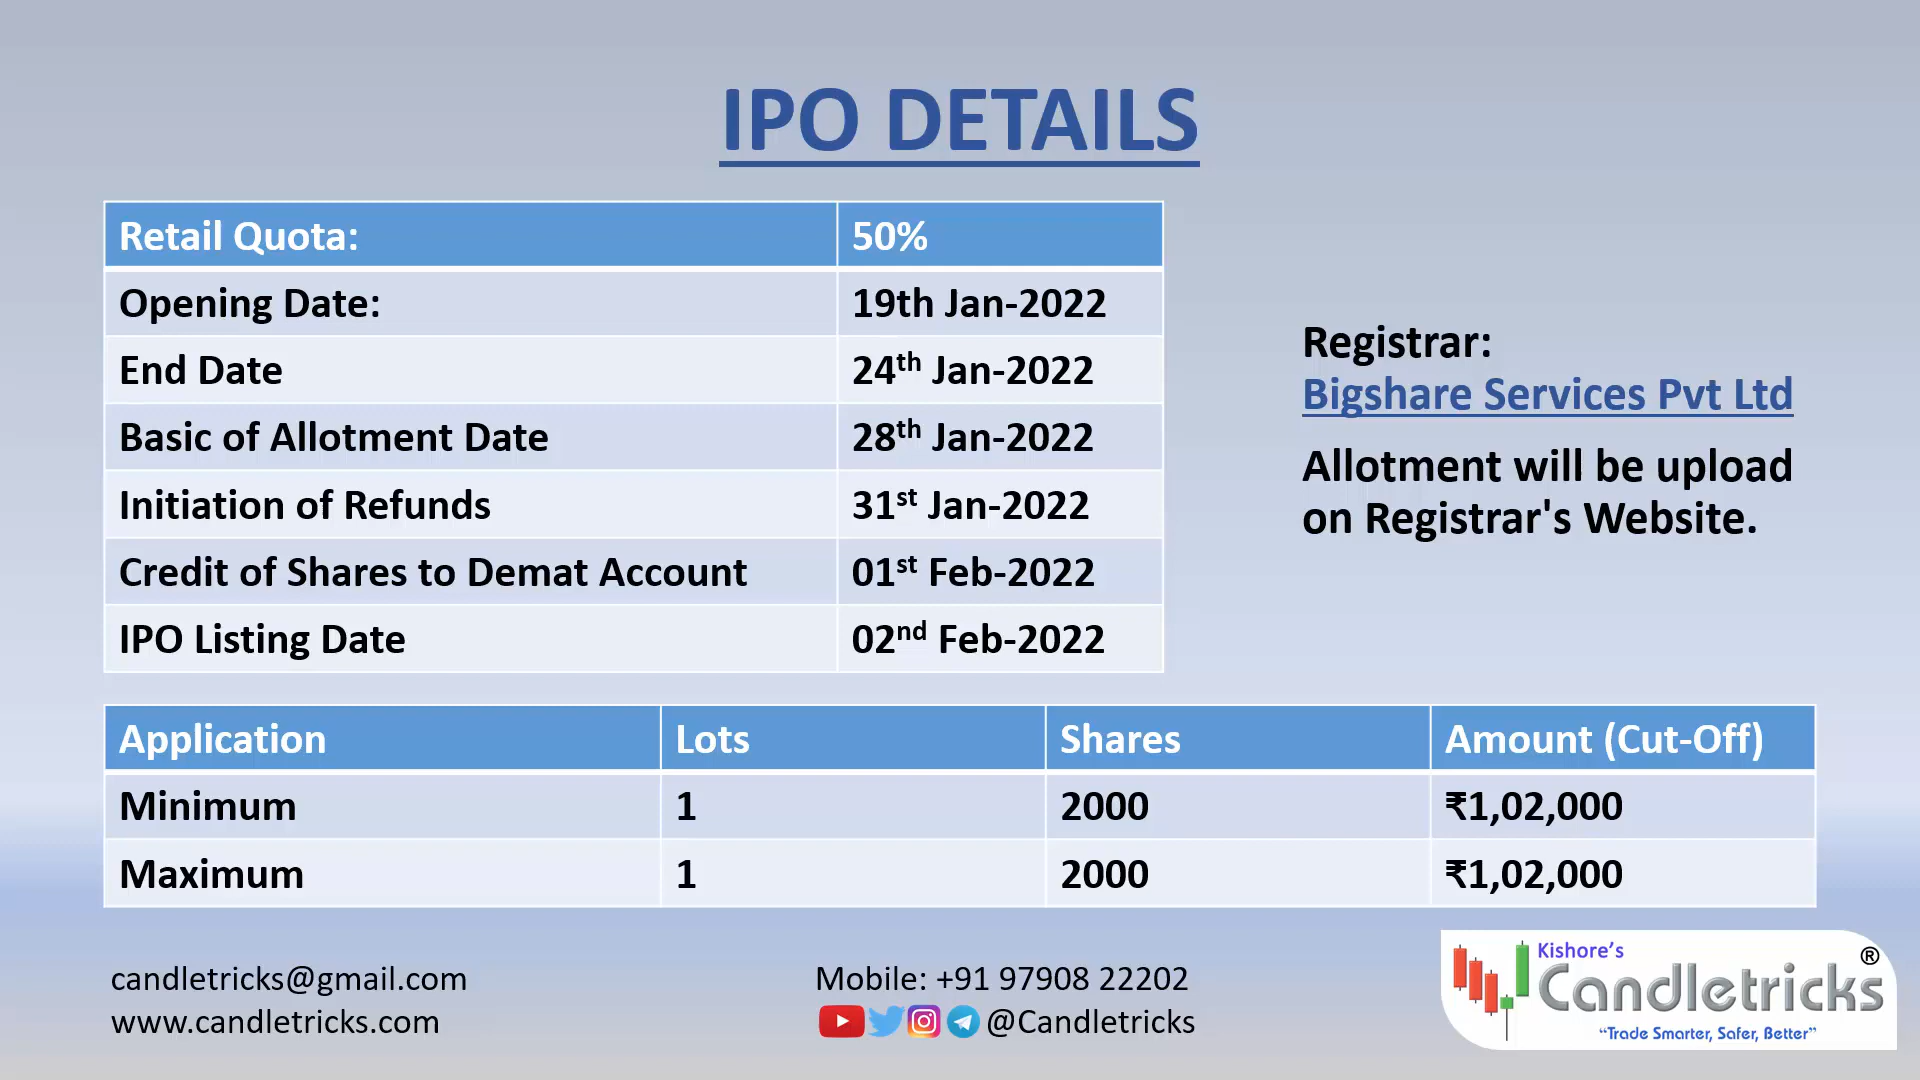 IPO DETAILS
Retail Quota: 50%
Opening Date: 19th Jan-2022
End Date 24th Jan-2022
Basic of Allotment Date 28th Jan-2022
Initiation of Refunds 31st Jan-2022
Credit of Shares to Demat Account 01st Feb-2022
IPO Listing Date 02nd Feb-2022
Registrar:
Bigshare Services Pvt Ltd
Allotment will be upload
on Registrar's Website.
Application Lots Shares Amount (Cut-Off)
Minimum 1 2000 ₹1,02,000
Maximum 1 2000 ₹1,02,000
candletricks@gmail.com
www.candletricks.com
Mobile: +91 97908 22202
@Candletricks
Kishore's
Candletricks®
“Trade Smarter, Safer, Better”